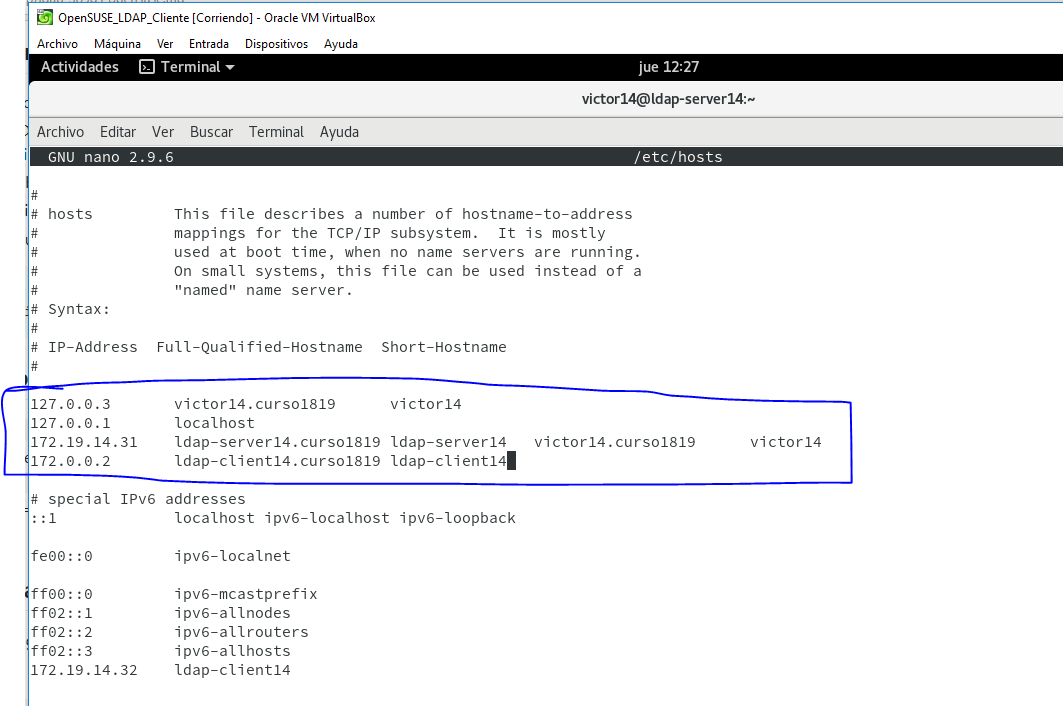 OpenSUSE_LDAP_Cliente [Corriendo] - Oracle VM VirtualBox
Archivo Máquina Ver Entrada Dispositivos Ayuda
Actividades Terminal jue 12:27
victor14@ldap-server14:~
Archivo Editar Ver Buscar Terminal Ayuda
GNU nano 2.9.6 /etc/hosts
#
# hosts This file describes a number of hostname-to-address
# mappings for the TCP/IP subsystem. It is mostly
# used at boot time, when no name servers are running.
# On small systems, this file can be used instead of a
# "named" name server.
# Syntax:
#
# IP-Address Full-Qualified-Hostname Short-Hostname
#
127.0.0.3 victor14.curso1819 victor14
127.0.0.1 localhost
172.19.14.31 ldap-server14.curso1819 ldap-server14 victor14.curso1819 victor14
172.0.0.2 ldap-client14.curso1819 ldap-client14
# special IPv6 addresses
::1 localhost ipv6-localhost ipv6-loopback
fe00::0 ipv6-localnet
ff00::0 ipv6-mcastprefix
ff02::1 ipv6-allnodes
ff02::2 ipv6-allrouters
ff02::3 ipv6-allhosts
172.19.14.32 ldap-client14